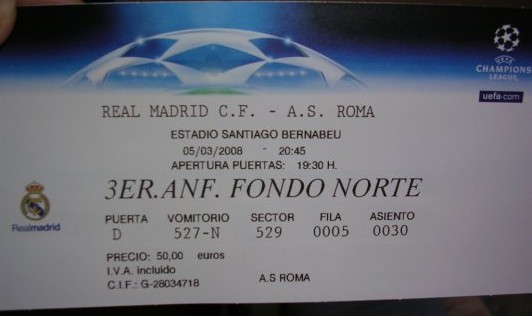 UEFA
CHAMPIONS
LEAGUE
uefa.com
REAL MADRID C.F. - A.S. ROMA
ESTADIO SANTIAGO BERNABEU
05/03/2008 - 20:45
APERTURA PUERTAS: 19:30 H.
3ER.ANF. FONDO NORTE
Realmadrid
PUERTA VOMITORIO SECTOR FILA ASIENTO
D 527-N 529 0005 0030
PRECIO: 50,00 euros
I.V.A. incluido
C.I.F.: G-28034718
A.S ROMA